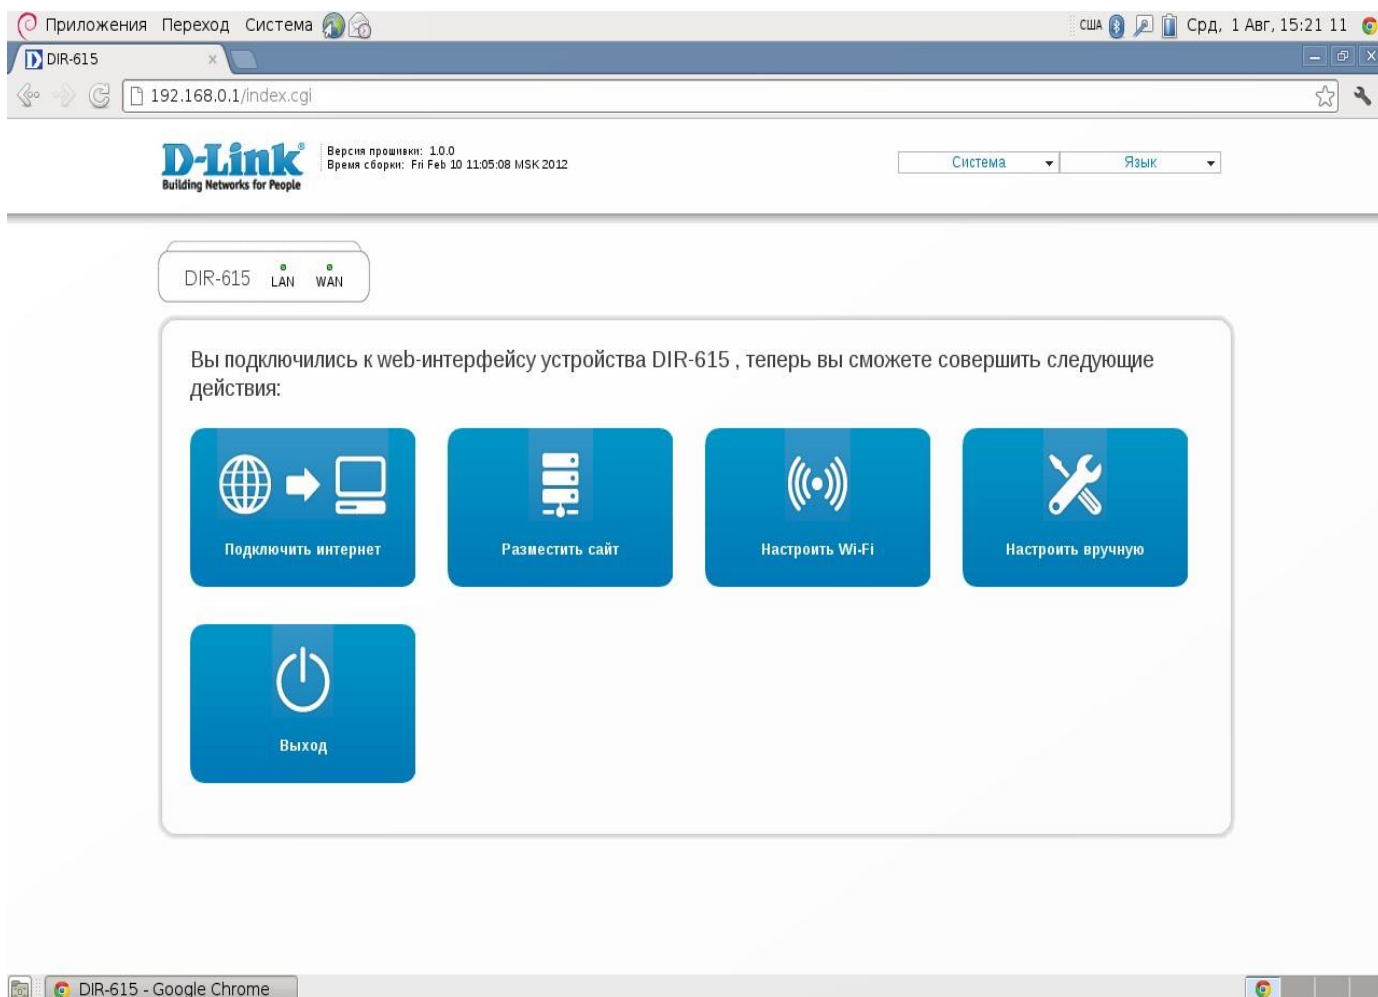 Приложения Переход Система США Срд, 1 Авг, 15:21 11
DIR-615
192.168.0.1/index.cgi
D-Link®
Building Networks for People
Версия прошивки: 1.0.0
Время сборки: Fri Feb 10 11:05:08 MSK 2012
Система Язык
DIR-615 LAN WAN
Вы подключились к web-интерфейсу устройства DIR-615 , теперь вы сможете совершить следующие
действия:
Подключить интернет
Разместить сайт
Настроить Wi-Fi
Настроить вручную
Выход
DIR-615 - Google Chrome